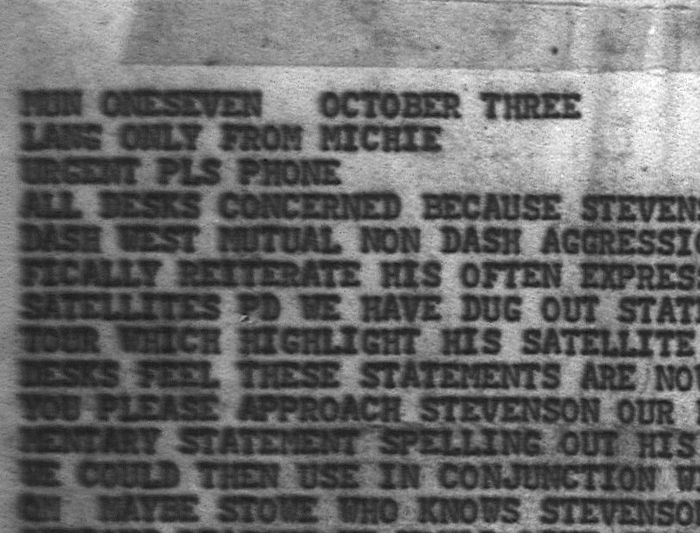 MUN ONESEVEN OCTOBER THREE
LANG ONLY FROM MICHIE
URGENT PLS PHONE
ALL DESKS CONCERNED BECAUSE STEVEN
DASH WEST MUTUAL NON DASH AGGRESSI
FICALLY REITERATE HIS OFTEN EXPRES
SATELLITES PD WE HAVE DUG OUT STAT
TOUR WHICH HIGHLIGHT HIS SATELLITE
DESKS FEEL THESE STATEMENTS ARE NO
YOU PLEASE APPROACH STEVENSON OUR
MENTARY STATEMENT SPELLING OUT HIS
WE COULD THEN USE IN CONJUNCTION W
ON MAYBE STOWE WHO KNOWS STEVENSO